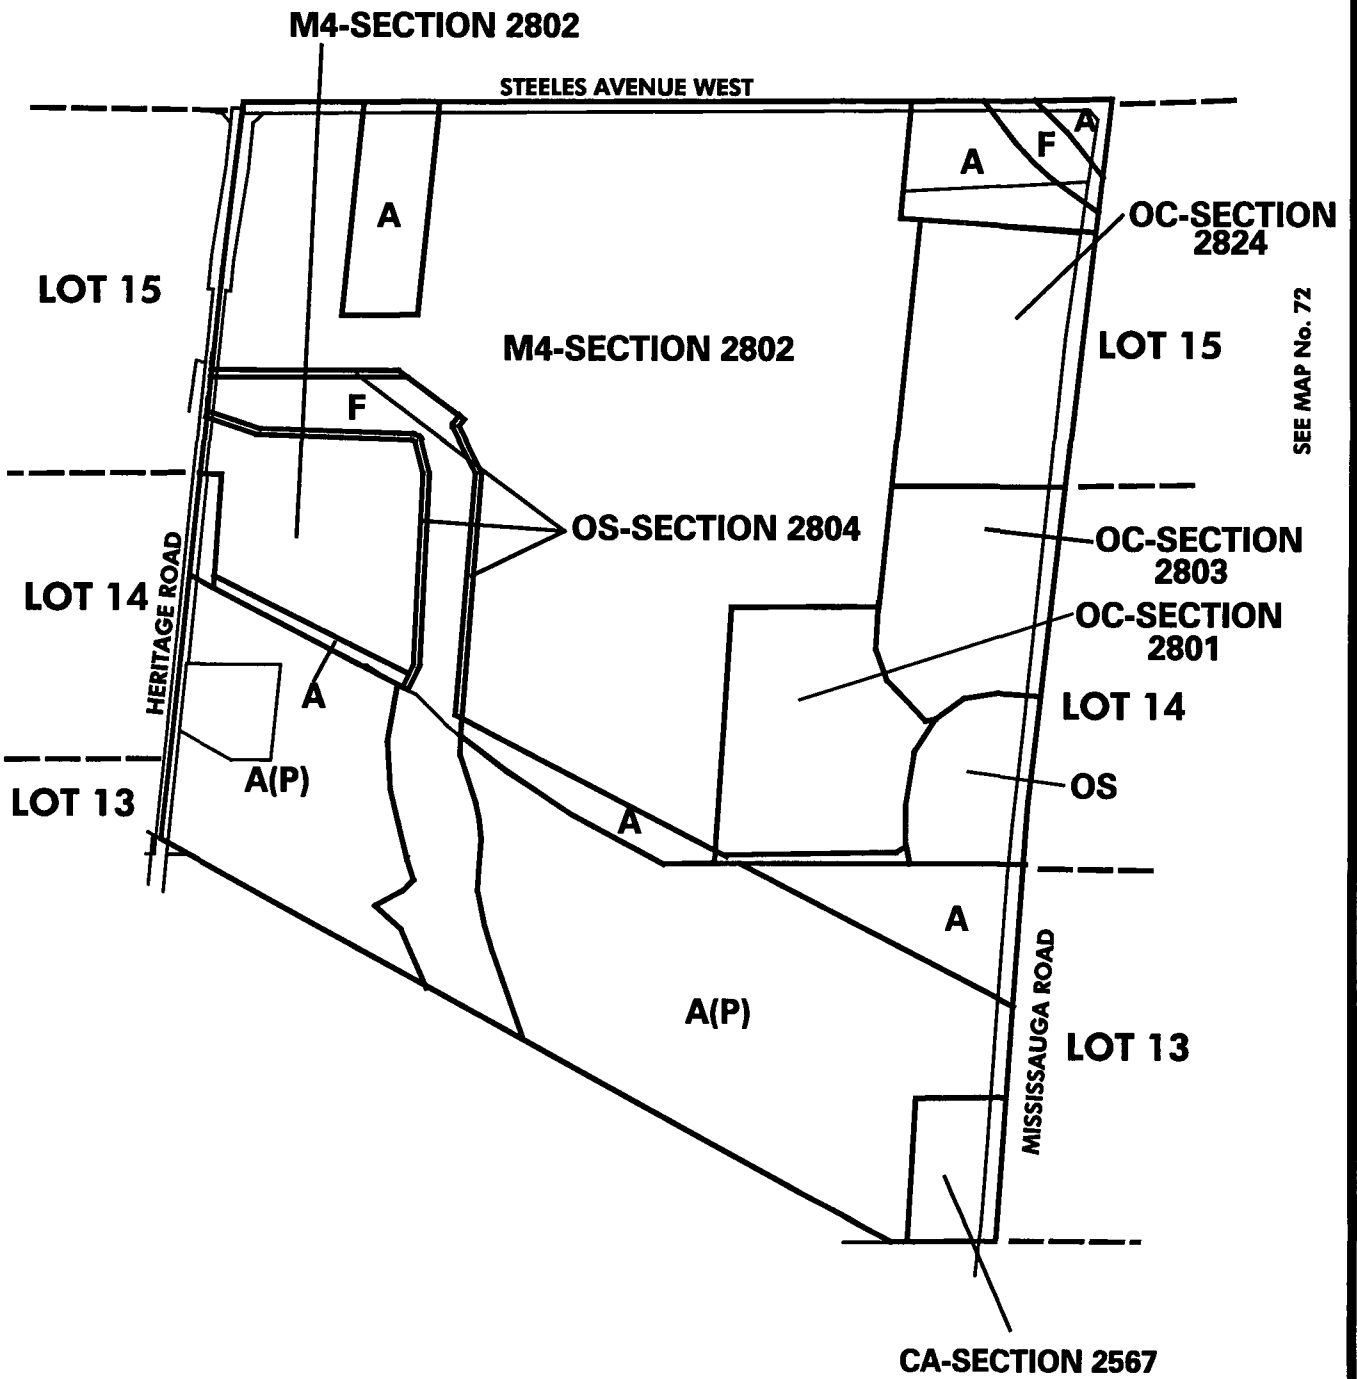 M4-SECTION 2802
STEELES AVENUE WEST
A
F
A
A
OC-SECTION
2824
LOT 15
SEE MAP No. 72
M4-SECTION 2802
LOT 15
F
OS-SECTION 2804
OC-SECTION
2803
HERITAGE ROAD
LOT 14
OC-SECTION
2801
A
LOT 14
A(P)
OS
LOT 13
A
A
MISSISSAUGA ROAD
A(P)
LOT 13
CA-SECTION 2567